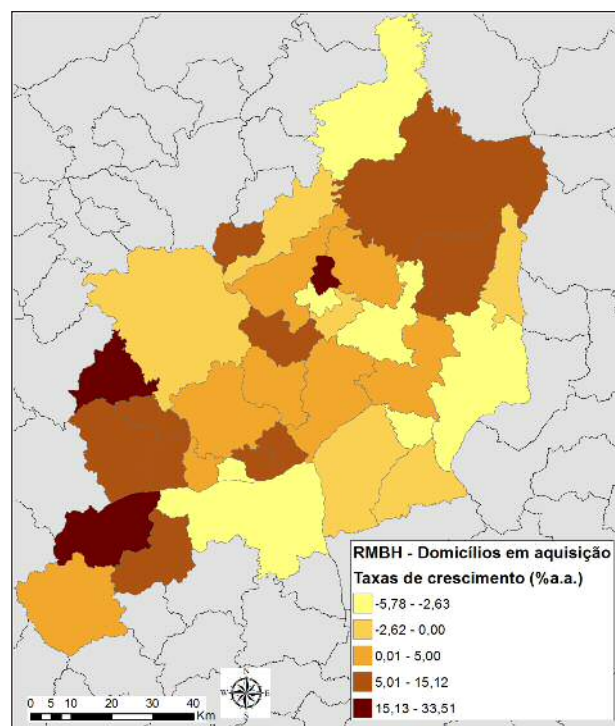 RMBH - Domicílios em aquisição
Taxas de crescimento (%a.a.)
-5,78 - -2,63
-2,62 - 0,00
0,01 - 5,00
5,01 - 15,12
15,13 - 33,51
0 5 10 20 30 40
Km
W E